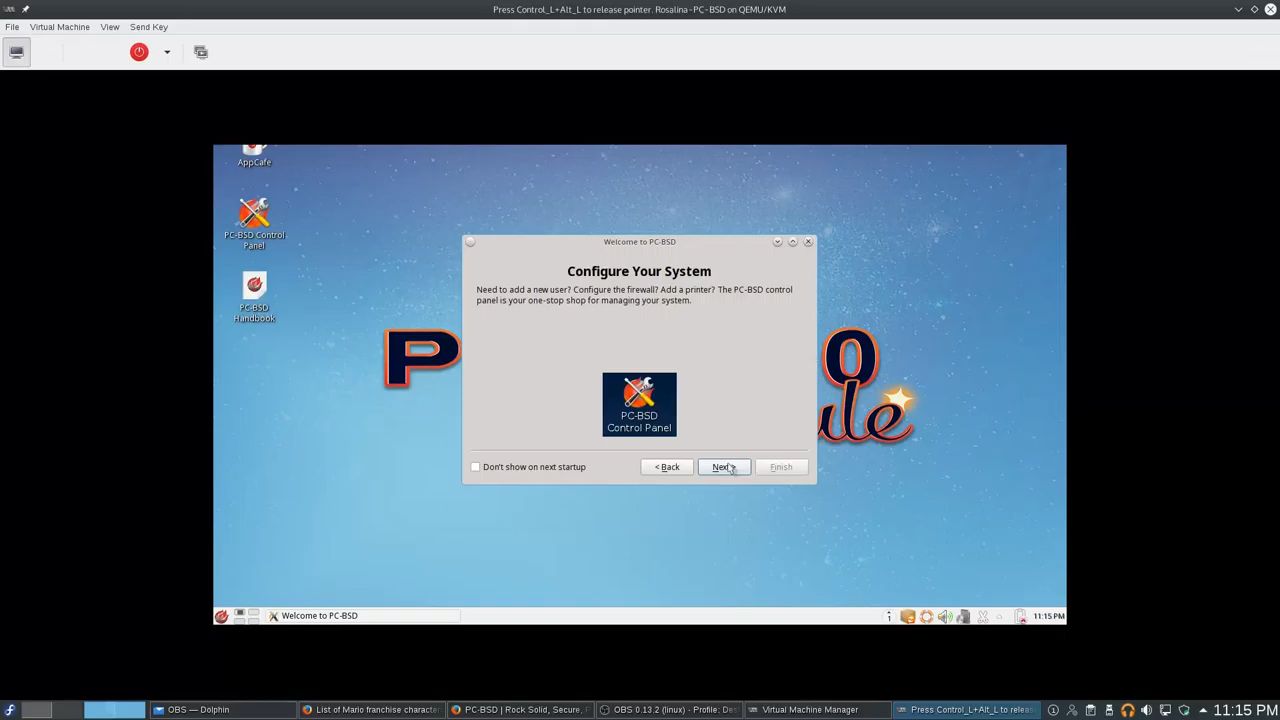 Press Control_L+Alt_L to release pointer. Rosalina - PC-BSD on QEMU/KVM
File Virtual Machine View Send Key
AppCafe
PC-BSD Control
Panel
PC-BSD
Handbook
Welcome to PC-BSD
Configure Your System
Need to add a new user? Configure the firewall? Add a printer? The PC-BSD control
panel is your one-stop shop for managing your system.
P
0
ule
PC-BSD
Control Panel
Don't show on next startup
< Back
Next >
Finish
Welcome to PC-BSD
1
11:15 PM
OBS — Dolphin
List of Mario franchise character
PC-BSD | Rock Solid, Secure, F
OBS 0.13.2 (linux) - Profile: Des
Virtual Machine Manager
Press Control_L+Alt_L to releas
11:15 PM